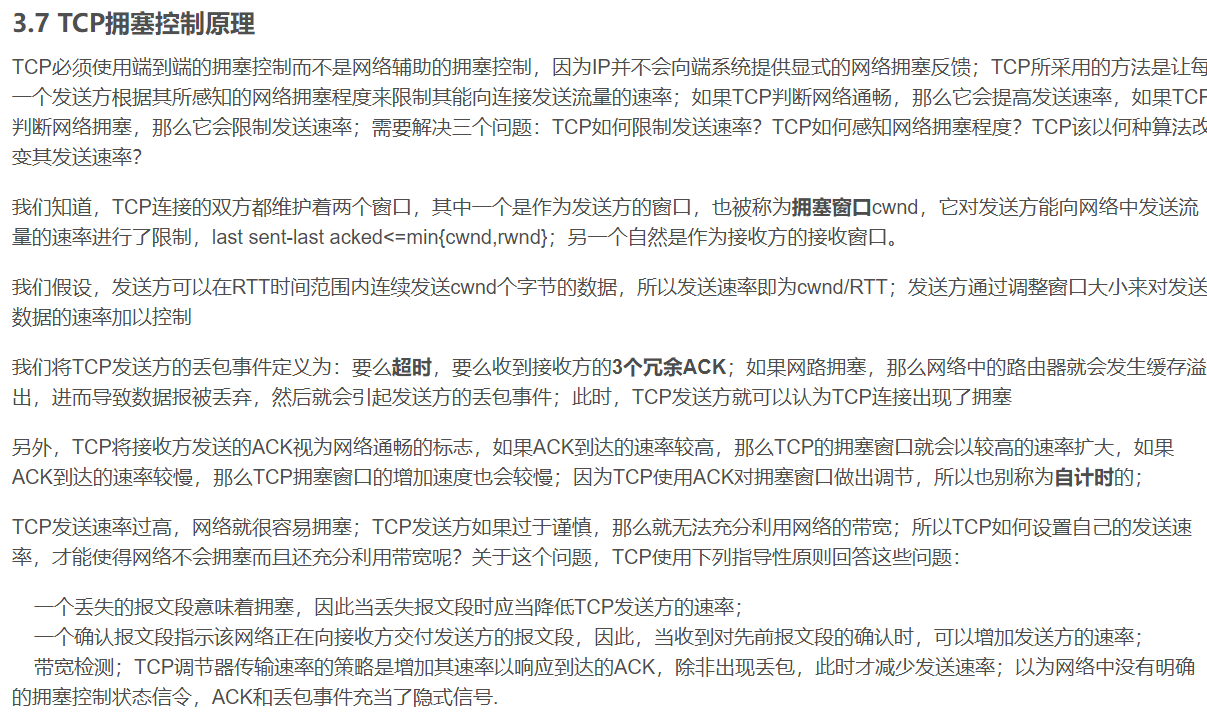 3.7 TCP拥塞控制原理
TCP必须使用端到端的拥塞控制而不是网络辅助的拥塞控制，因为IP并不会向端系统提供显式的网络拥塞反馈；TCP所采用的方法是让每
一个发送方根据其所感知的网络拥塞程度来限制其能向连接发送流量的速率；如果TCP判断网络通畅，那么它会提高发送速率，如果TCP
判断网络拥塞，那么它会限制发送速率；需要解决三个问题：TCP如何限制发送速率？TCP如何感知网络拥塞程度？TCP该以何种算法改
变其发送速率？
我们知道，TCP连接的双方都维护着两个窗口，其中一个是作为发送方的窗口，也被称为拥塞窗口cwnd，它对发送方能向网络中发送流
量的速率进行了限制，last sent-last acked<=min{cwnd,rwnd}；另一个自然是作为接收方的接收窗口。
我们假设，发送方可以在RTT时间范围内连续发送cwnd个字节的数据，所以发送速率即为cwnd/RTT；发送方通过调整窗口大小来对发送
数据的速率加以控制
我们将TCP发送方的丢包事件定义为：要么超时，要么收到接收方的3个冗余ACK；如果网路拥塞，那么网络中的路由器就会发生缓存溢
出，进而导致数据报被丢弃，然后就会引起发送方的丢包事件；此时，TCP发送方就可以认为TCP连接出现了拥塞
另外，TCP将接收方发送的ACK视为网络通畅的标志，如果ACK到达的速率较高，那么TCP的拥塞窗口就会以较高的速率扩大，如果
ACK到达的速率较慢，那么TCP拥塞窗口的增加速度也会较慢；因为TCP使用ACK对拥塞窗口做出调节，所以也别称为自计时的；
TCP发送速率过高，网络就很容易拥塞；TCP发送方如果过于谨慎，那么就无法充分利用网络的带宽；所以TCP如何设置自己的发送速
率，才能使得网络不会拥塞而且还充分利用带宽呢？关于这个问题，TCP使用下列指导性原则回答这些问题：
一个丢失的报文段意味着拥塞，因此当丢失报文段时应当降低TCP发送方的速率；
一个确认报文段指示该网络正在向接收方交付发送方的报文段，因此，当收到对先前报文段的确认时，可以增加发送方的速率；
带宽检测；TCP调节器传输速率的策略是增加其速率以响应到达的ACK，除非出现丢包，此时才减少发送速率；以为网络中没有明确
的拥塞控制状态信令，ACK和丢包事件充当了隐式信号.